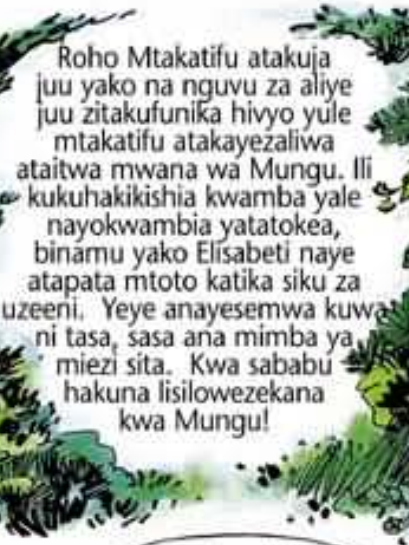 Roho Mtakatifu atakuja
juu yako na nguvu za aliye
juu zitakufunika hivyo yule
mtakatifu atakayezaliwa
ataitwa mwana wa Mungu. Ili
kukuhakikishia kwamba yale
nayokwambia yatatokea,
binamu yako Elisabeti naye
atapata mtoto katika siku za
uzeeni. Yeye anayesemwa kuwa
ni tasa, sasa ana mimba ya
miezi sita. Kwa sababu
hakuna lisilowezekana
kwa Mungu!